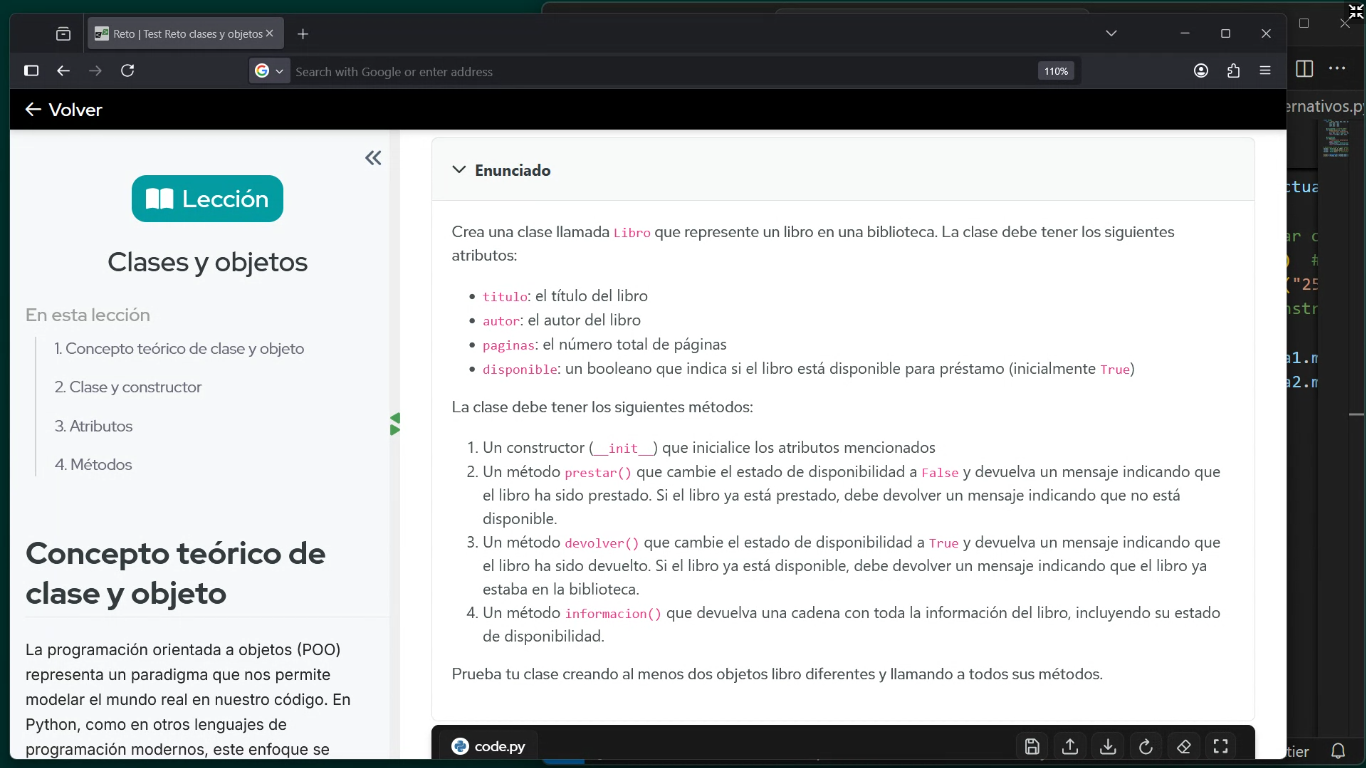 Reto | Test Reto clases y objetos
Search with Google or enter address
110%
Volver
ernativos.py
Lección
Clases y objetos
En esta lección
1. Concepto teórico de clase y objeto
2. Clase y constructor
3. Atributos
4. Métodos
Concepto teórico de
clase y objeto
La programación orientada a objetos (POO)
representa un paradigma que nos permite
modelar el mundo real en nuestro código. En
Python, como en otros lenguajes de
programación modernos, este enfoque se
Enunciado
Crea una clase llamada Libro que represente un libro en una biblioteca. La clase debe tener los siguientes
atributos:
• titulo: el título del libro
• autor: el autor del libro
• paginas: el número total de páginas
• disponible: un booleano que indica si el libro está disponible para préstamo (inicialmente True)
La clase debe tener los siguientes métodos:
1. Un constructor (__init__) que inicialice los atributos mencionados
2. Un método prestar() que cambie el estado de disponibilidad a False y devuelva un mensaje indicando que
el libro ha sido prestado. Si el libro ya está prestado, debe devolver un mensaje indicando que no está
disponible.
3. Un método devolver() que cambie el estado de disponibilidad a True y devuelva un mensaje indicando que
el libro ha sido devuelto. Si el libro ya está disponible, debe devolver un mensaje indicando que el libro ya
estaba en la biblioteca.
4. Un método informacion() que devuelva una cadena con toda la información del libro, incluyendo su estado
de disponibilidad.
Prueba tu clase creando al menos dos objetos libro diferentes y llamando a todos sus métodos.
code.py
ctua
ar c
) #
("25
nstr
a1.m
a2.m
tier